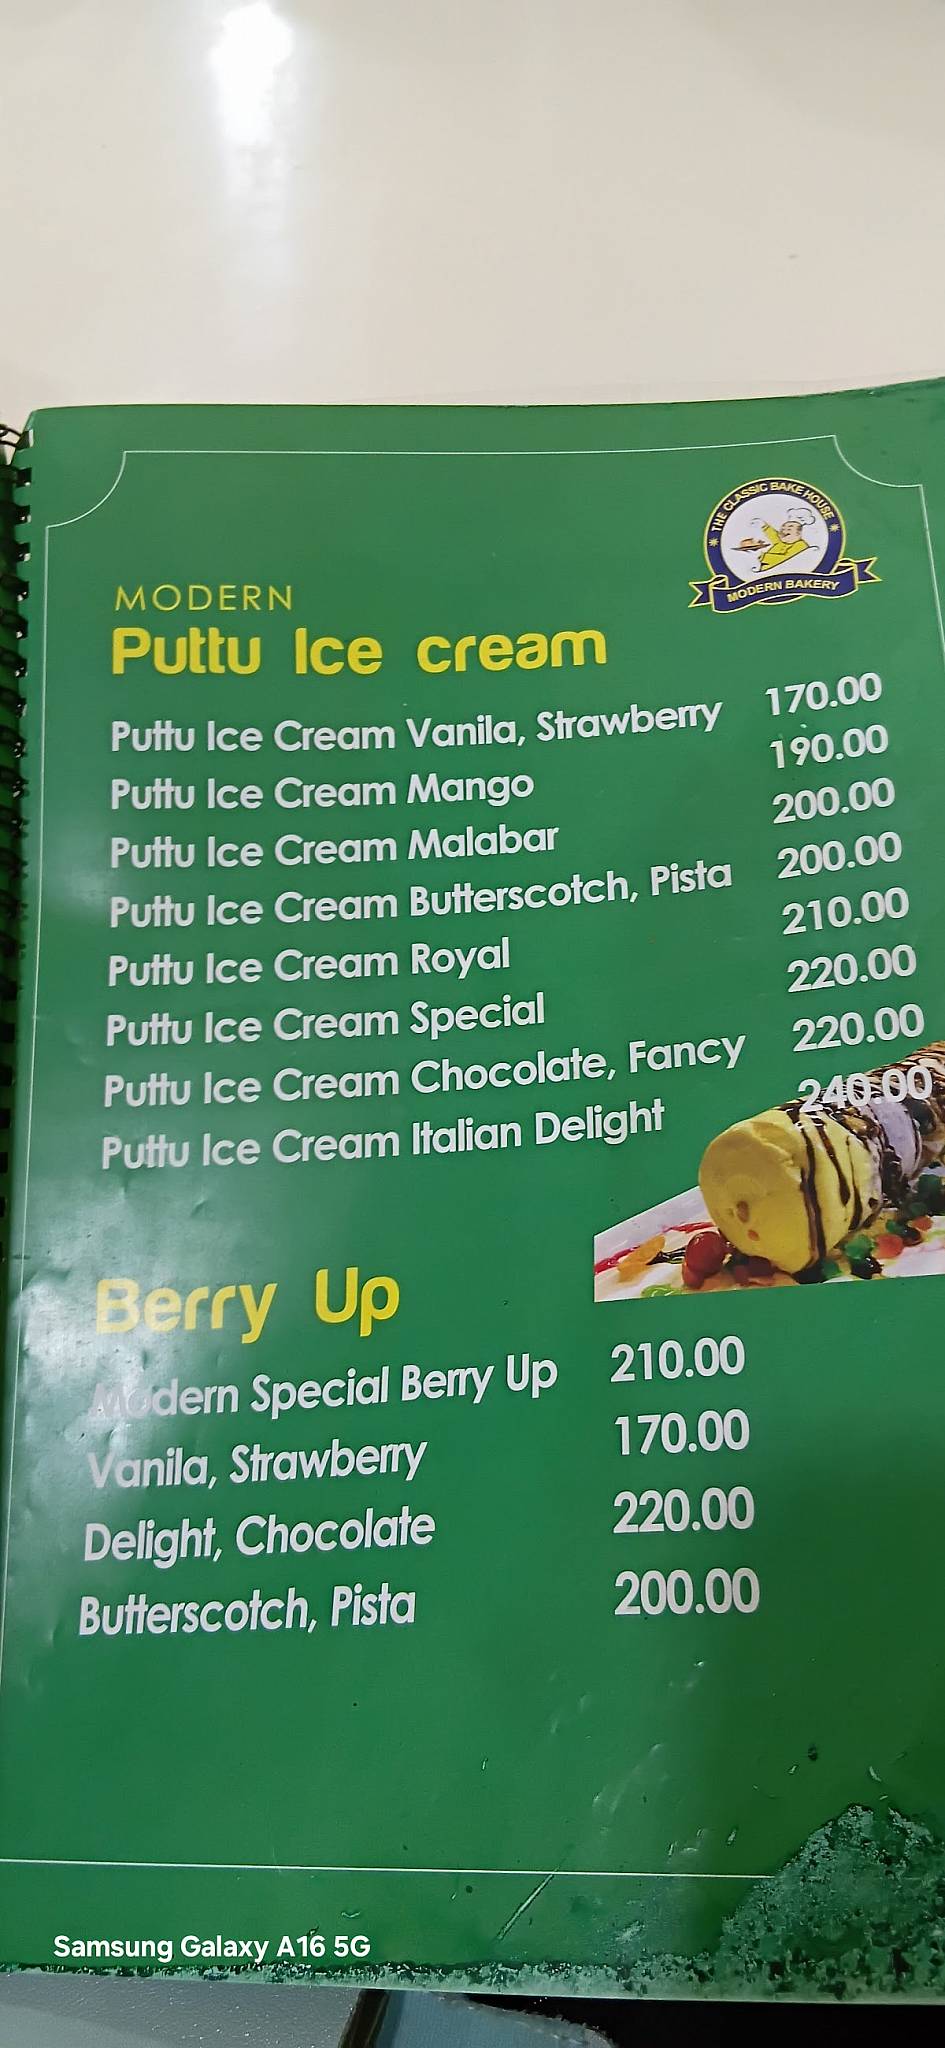 THE CLASSIC BAKE HOUSE
MODERN BAKERY
MODERN
Puttu Ice cream
Puttu Ice Cream Vanila, Strawberry 170.00
Puttu Ice Cream Mango 190.00
Puttu Ice Cream Malabar 200.00
Puttu Ice Cream Butterscotch, Pista 200.00
Puttu Ice Cream Royal 210.00
Puttu Ice Cream Special 220.00
Puttu Ice Cream Chocolate, Fancy 220.00
Puttu Ice Cream Italian Delight 240.00
Berry Up
Modern Special Berry Up 210.00
Vanila, Strawberry 170.00
Delight, Chocolate 220.00
Butterscotch, Pista 200.00
Samsung Galaxy A16 5G